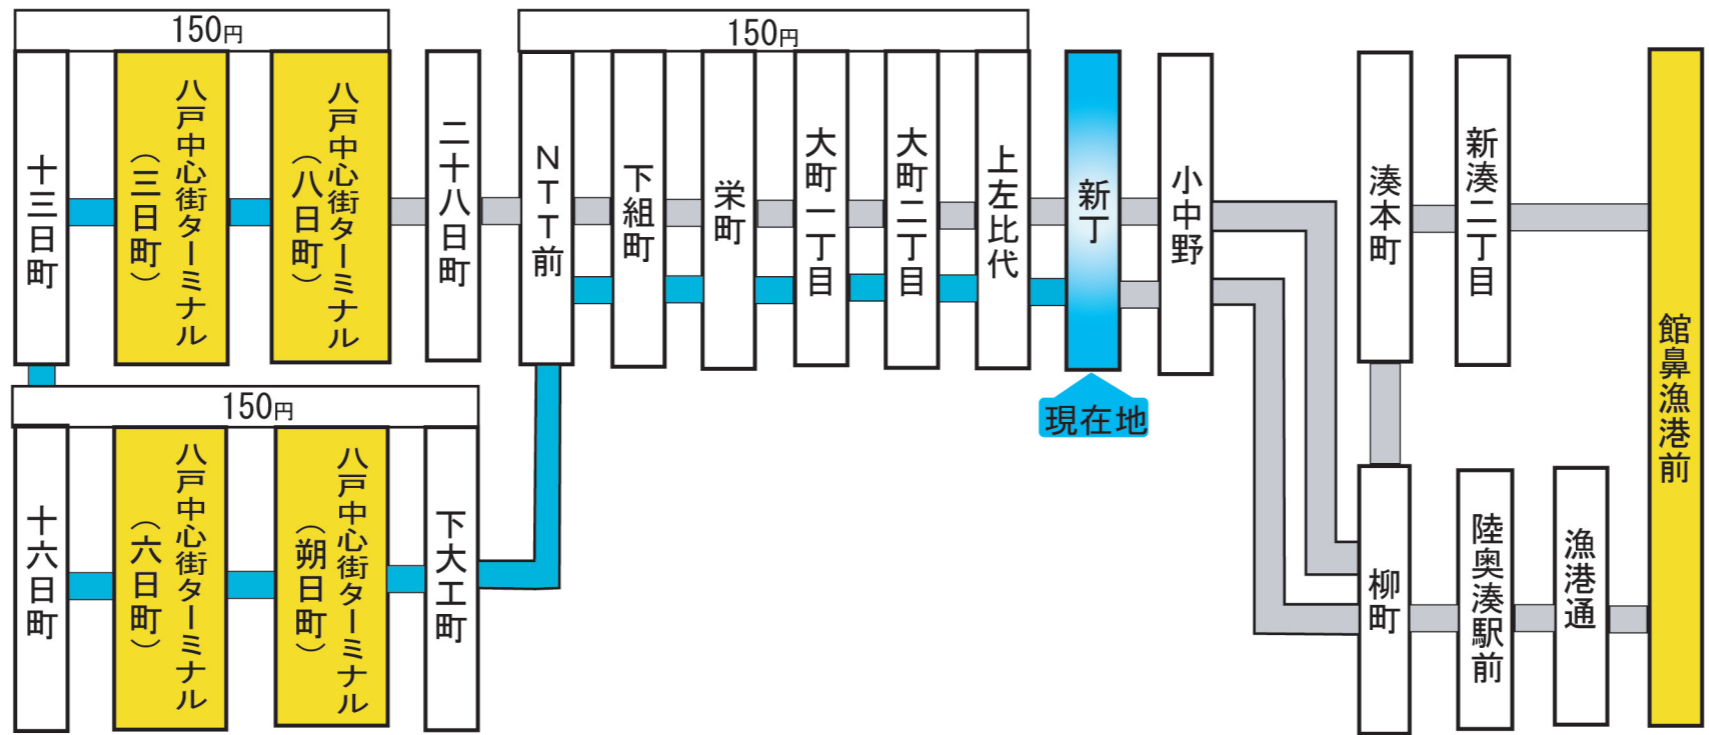 150円
150円
十三日町
八戸中心街ターミナル
(三日町)
八戸中心街ターミナル
(八日町)
二十八日町
NTT前
下組町
栄町
大町一丁目
大町二丁目
上左比代
新丁
小中野
湊本町
新湊二丁目
館鼻漁港前
現在地
150円
十六日町
八戸中心街ターミナル
(六日町)
八戸中心街ターミナル
(朔日町)
下大工町
柳町
陸奥湊駅前
漁港通